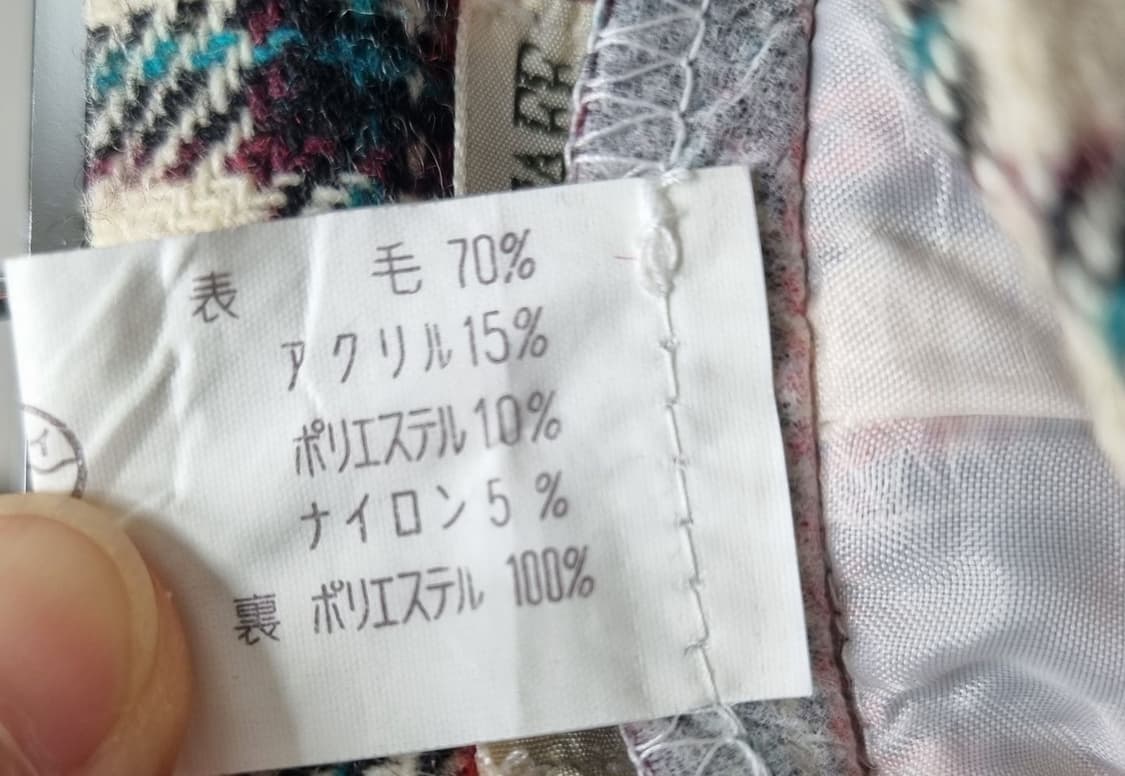 表 毛 70%
アクリル 15%
ポリエステル 10%
ナイロン 5 %
裏 ポリエステル 100%
イ